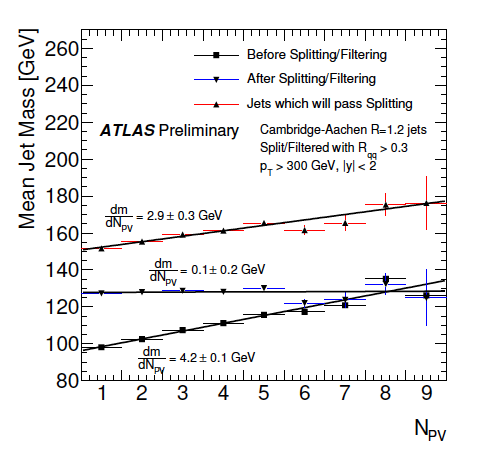 Mean Jet Mass [GeV]
260
240
220
200
180
160
140
120
100
80
Before Splitting/Filtering
After Splitting/Filtering
Jets which will pass Splitting
ATLAS Preliminary
Cambridge-Aachen R=1.2 jets
Split/Filtered with R_qq > 0.3
p_T > 300 GeV, |y| < 2
dm/dN_PV = 2.9 ± 0.3 GeV
dm/dN_PV = 0.1 ± 0.2 GeV
dm/dN_PV = 4.2 ± 0.1 GeV
1 2 3 4 5 6 7 8 9
N_PV